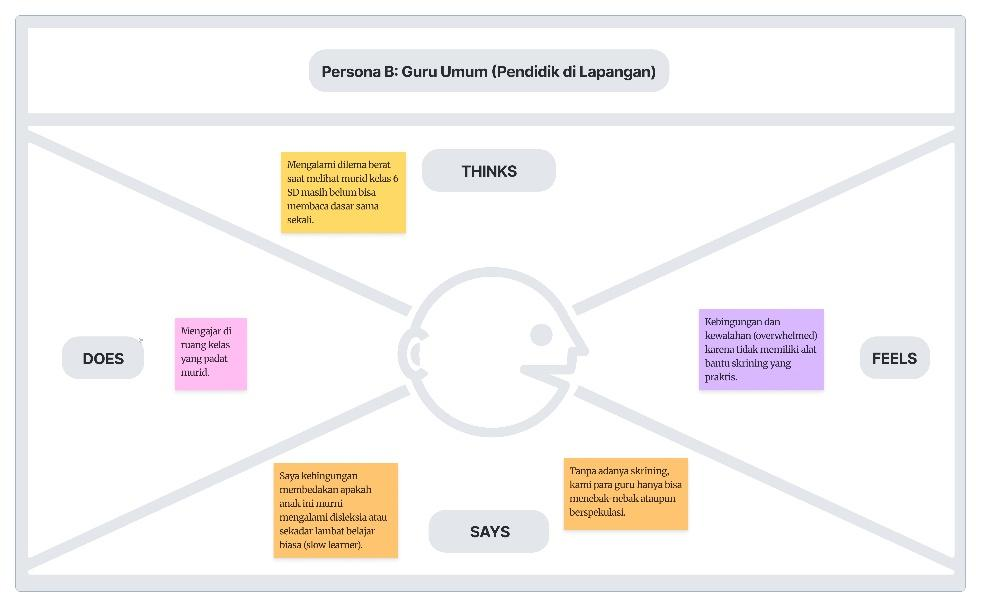 Persona B: Guru Umum (Pendidik di Lapangan)
THINKS
Mengalami dilema berat
saat melihat murid kelas 6
SD masih belum bisa
membaca dasar sama
sekali.
DOES
Mengajar di
ruang kelas
yang padat
murid.
Kebingungan dan
kewalahan (overwhelmed)
karena tidak memiliki alat
bantu skrining yang
praktis.
FEELS
Saya kebingungan
membedakan apakah
anak ini murni
mengalami disleksia atau
sekadar lambat belajar
biasa (slow learner).
SAYS
Tanpa adanya skrining,
kami para guru hanya bisa
menebak-nebak ataupun
berspekulasi.